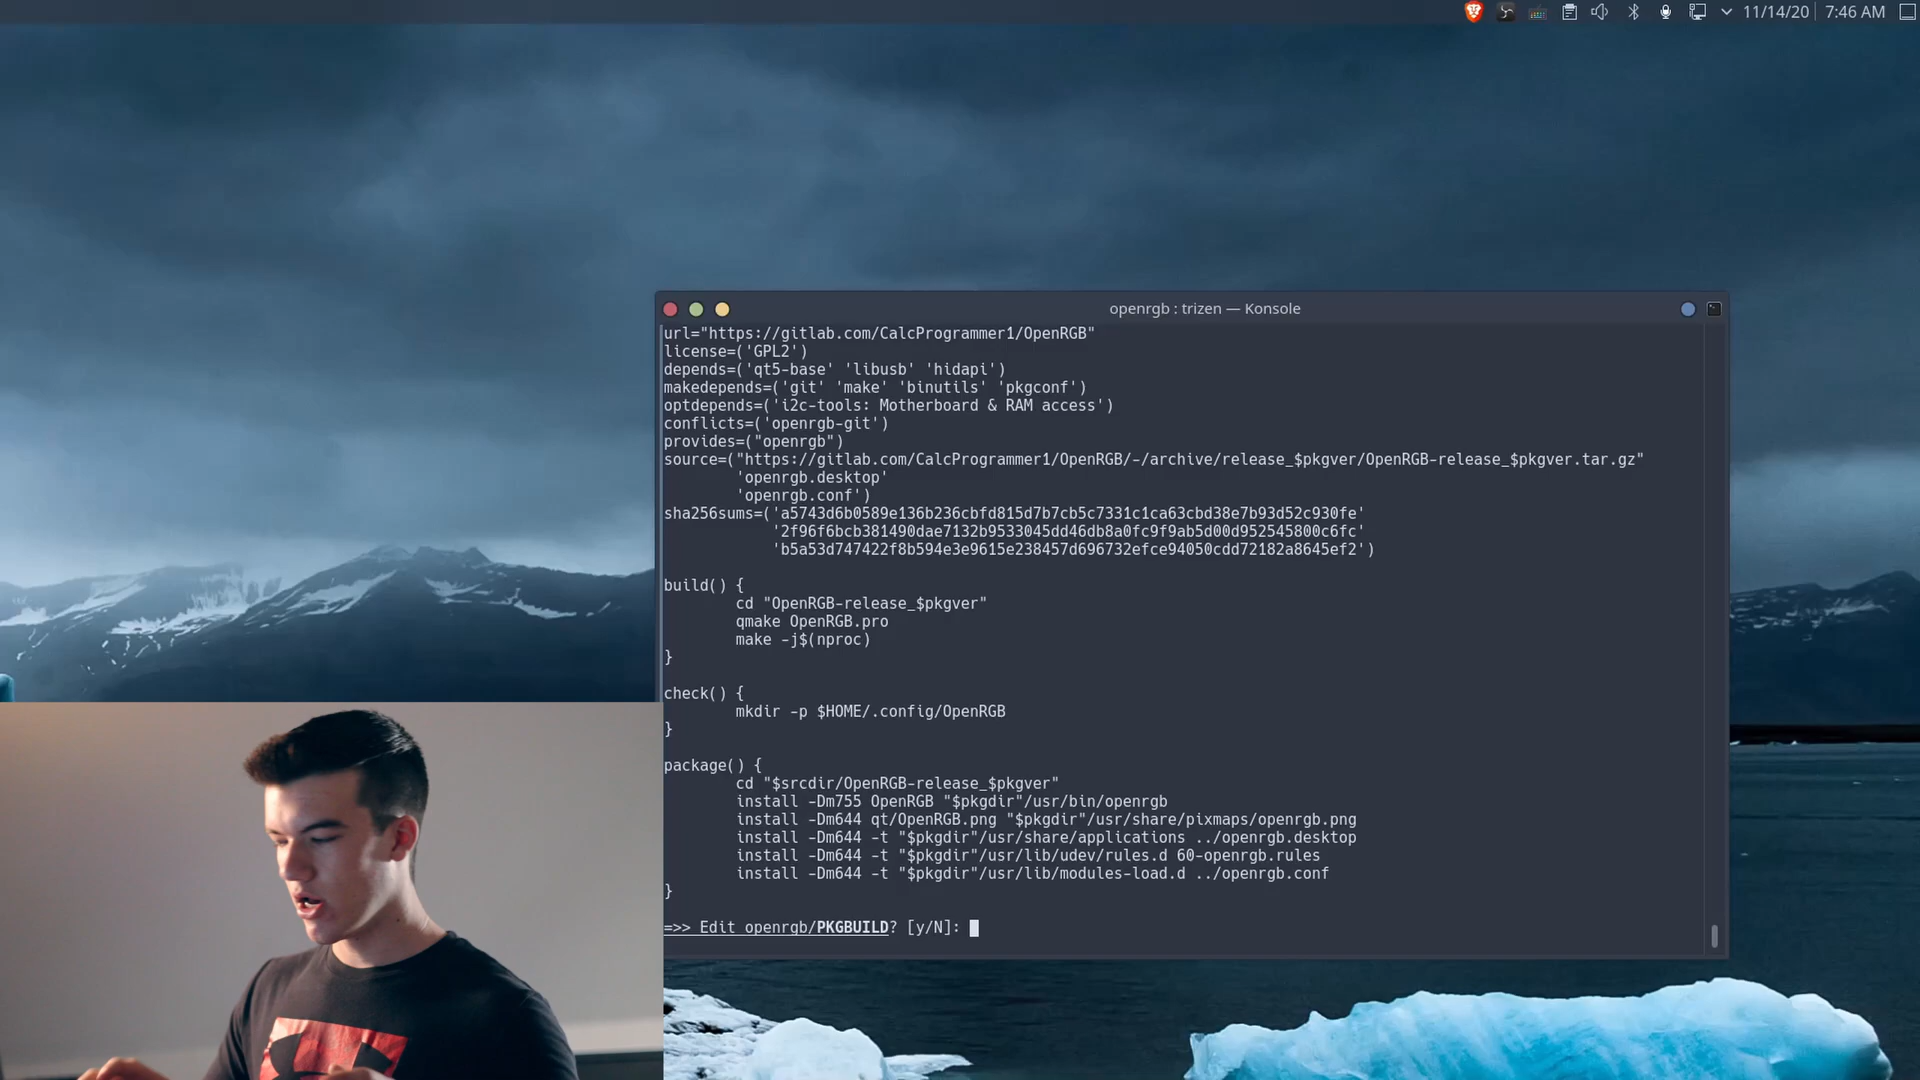 11/14/20 7:46 AM
openrgb : trizen — Konsole
url="https://gitlab.com/CalcProgrammer1/OpenRGB"
license=('GPL2')
depends=('qt5-base' 'libusb' 'hidapi')
makedepends=('git' 'make' 'binutils' 'pkgconf')
optdepends=('i2c-tools: Motherboard & RAM access')
conflicts=('openrgb-git')
provides=("openrgb")
source=("https://gitlab.com/CalcProgrammer1/OpenRGB/-/archive/release_$pkgver/OpenRGB-release_$pkgver.tar.gz"
'openrgb.desktop'
'openrgb.conf')
sha256sums=('a5743d6b0589e136b236cbfd815d7b7cb5c7331c1ca63cbd38e7b93d52c930fe'
'2f96f6bcb381490dae7132b9533045dd46db8a0fc9f9ab5d00d952545800c6fc'
'b5a53d747422f8b594e3e9615e238457d696732efce94050cdd72182a8645ef2')
build() {
cd "OpenRGB-release_$pkgver"
qmake OpenRGB.pro
make -j$(nproc)
}
check() {
mkdir -p $HOME/.config/OpenRGB
}
package() {
cd "$srcdir/OpenRGB-release_$pkgver"
install -Dm755 OpenRGB "$pkgdir"/usr/bin/openrgb
install -Dm644 qt/OpenRGB.png "$pkgdir"/usr/share/pixmaps/openrgb.png
install -Dm644 -t "$pkgdir"/usr/share/applications ../openrgb.desktop
install -Dm644 -t "$pkgdir"/usr/lib/udev/rules.d 60-openrgb.rules
install -Dm644 -t "$pkgdir"/usr/lib/modules-load.d ../openrgb.conf
}
=>> Edit openrgb/PKGBUILD? [y/N]: